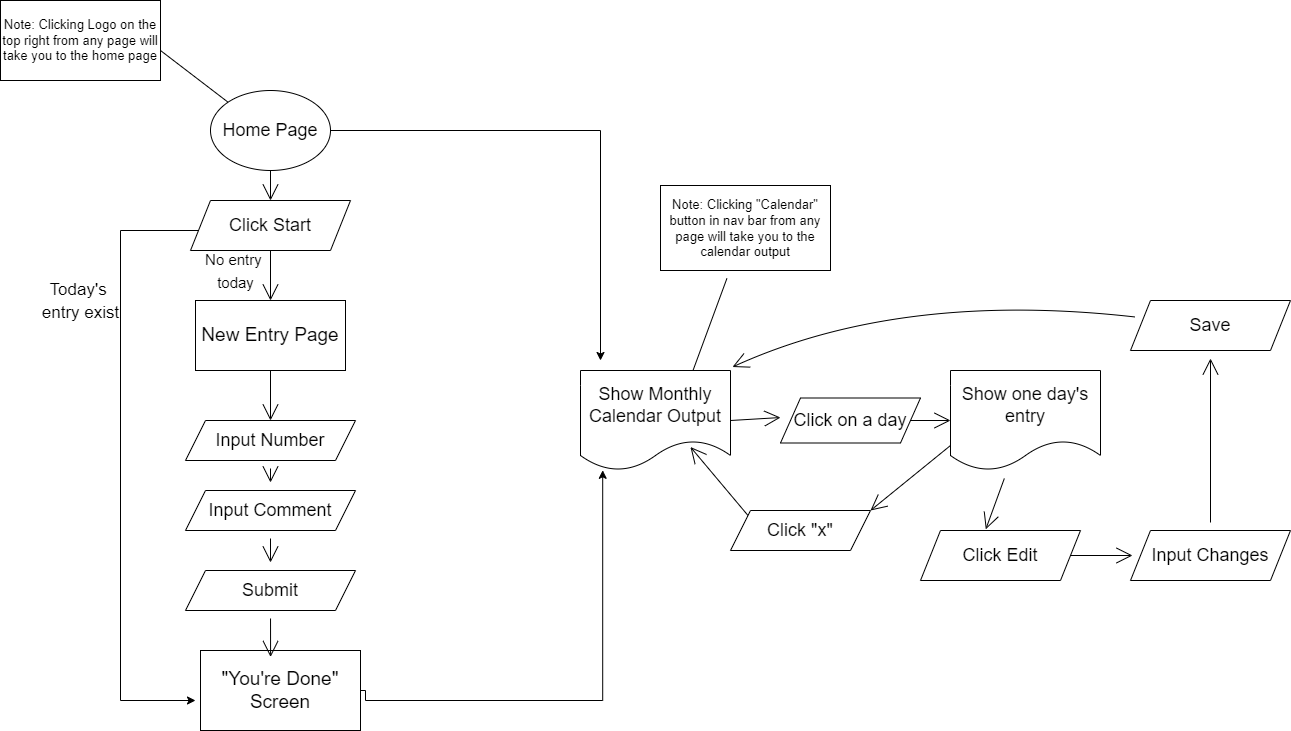 Note: Clicking Logo on the
top right from any page will
take you to the home page
Home Page
Click Start
No entry
today
Today's
entry exist
New Entry Page
Input Number
Input Comment
Submit
"You're Done"
Screen
Note: Clicking "Calendar"
button in nav bar from any
page will take you to the
calendar output
Show Monthly
Calendar Output
Click on a day
Show one day's
entry
Click "x"
Click Edit
Input Changes
Save